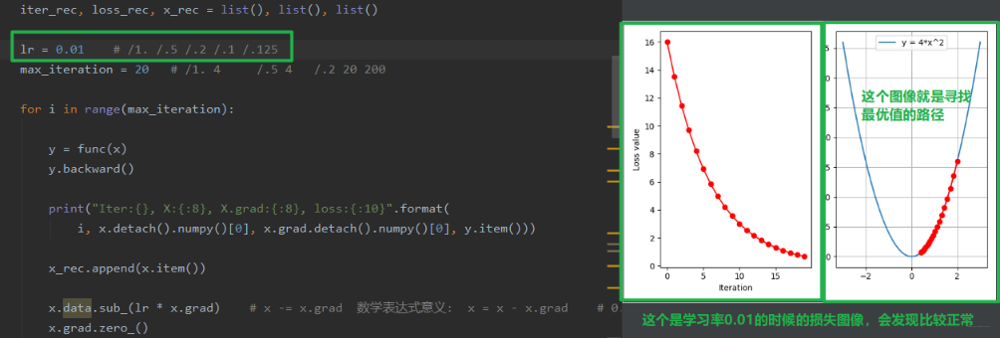 iter_rec, loss_rec, x_rec = list(), list(), list()
lr = 0.01    # /1. /.5 /.2 /.1 /.125
max_iteration = 20   # /1. 4     /.5 4   /.2 20 200
for i in range(max_iteration):
y = func(x)
y.backward()
print("Iter:{}, X:{:8}, X.grad:{:8}, loss:{:10}".format(
i, x.detach().numpy()[0], x.grad.detach().numpy()[0], y.item()))
x_rec.append(x.item())
x.data.sub_(lr * x.grad)    # x -= x.grad  数学表达式意义:  x = x - x.grad    # 0.
x.grad.zero_()
Loss value
16
14
12
10
8
6
4
2
0
0
5
10
15
Iteration
y = 4*x^2
这个图像就是寻找
最优值的路径
−2
0
2
这个是学习率0.01的时候的损失图像，会发现比较正常